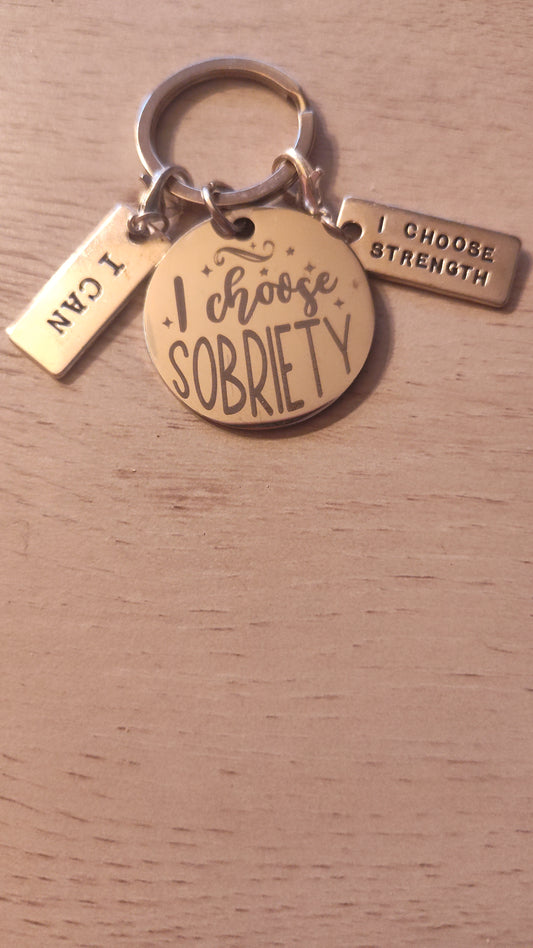 I CAN
I choose
SOBRIETY
I CHOOSE
STRENGTH